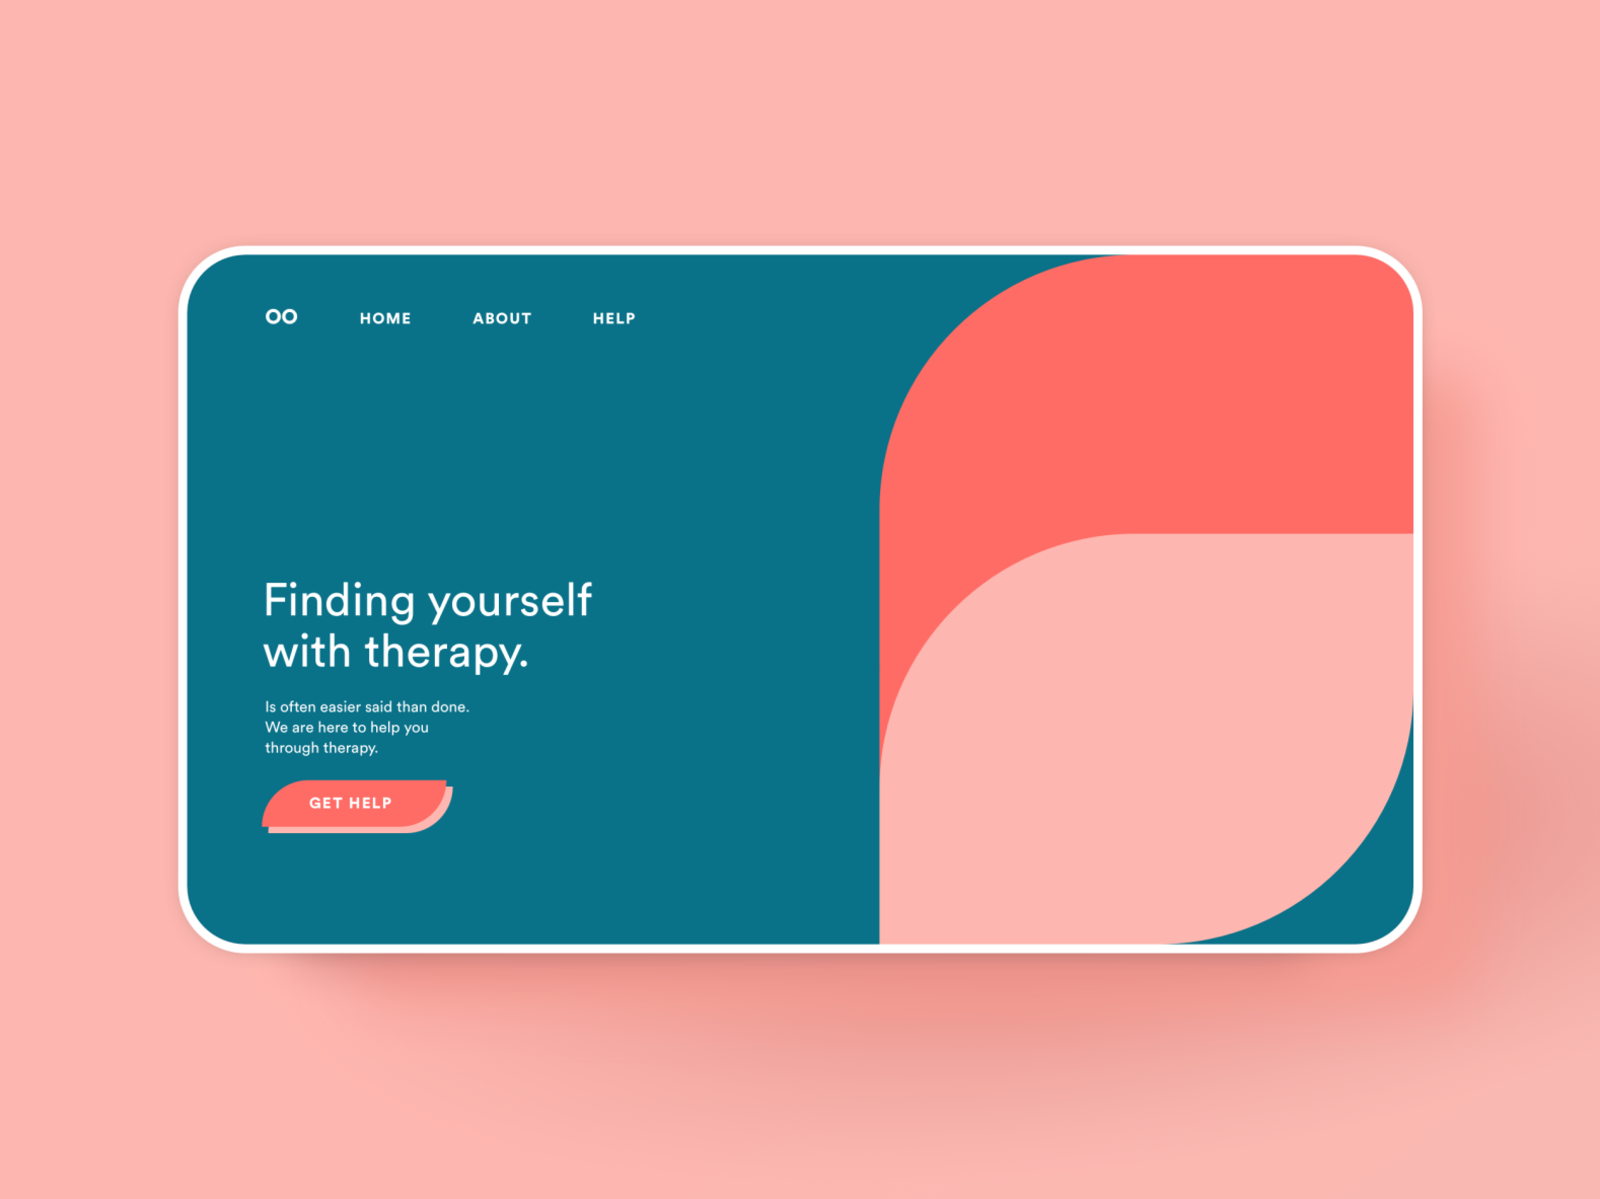 OO HOME ABOUT HELP
Finding yourself
with therapy.
Is often easier said than done.
We are here to help you
through therapy.
GET HELP